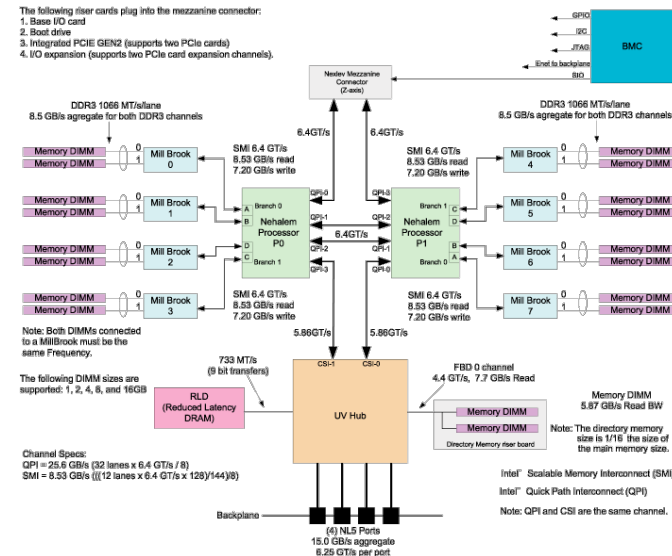 The following riser cards plug into the mezzanine connector:
1. Base I/O card
2. Boot drive
3. Integrated PCIE GEN2 (supports two PCIe cards)
4. I/O expansion (supports two PCIe card expansion channels).
GPIO
I2C
JTAG
Enet to backplane
BMC
Nexlev Mezzanine
Connector
(Z-axis)
DDR3 1066 MT/s/lane
8.5 GB/s agregate for both DDR3 channels
DDR3 1066 MT/s/lane
8.5 GB/s agregate for both DDR3 channels
6.4GT/s
6.4GT/s
Memory DIMM
Memory DIMM
0
1
Mill Brook
0
SMI 6.4 GT/s
8.53 GB/s read
7.20 GB/s write
SMI 6.4 GT/s
8.53 GB/s read
7.20 GB/s write
Mill Brook
4
0
1
Memory DIMM
Memory DIMM
Memory DIMM
Memory DIMM
0
1
Mill Brook
1
Mill Brook
5
0
1
Memory DIMM
Memory DIMM
QPI-0
QPI-1
QPI-2
QPI-3
A
B
D
C
Branch 0
Nehalem
Processor
P0
Branch 1
6.4GT/s
QPI-3
QPI-2
QPI-1
QPI-0
Branch 1
Nehalem
Processor
P1
Branch 0
C
D
B
A
Memory DIMM
Memory DIMM
0
1
Mill Brook
2
Mill Brook
6
0
1
Memory DIMM
Memory DIMM
Memory DIMM
Memory DIMM
0
1
Mill Brook
3
SMI 6.4 GT/s
8.53 GB/s read
7.20 GB/s write
SMI 6.4 GT/s
8.53 GB/s read
7.20 GB/s write
Mill Brook
7
0
1
Memory DIMM
Memory DIMM
Note: Both DIMMs connected
to a MillBrook must be the
same Frequency.
5.86GT/s
5.86GT/s
The following DIMM sizes are
supported: 1, 2, 4, 8, and 16GB
733 MT/s
(9 bit transfers)
CSI-1
CSI-0
FBD 0 channel
4.4 GT/s, 7.7 GB/s Read
RLD
(Reduced Latency
DRAM)
UV Hub
Memory DIMM
Memory DIMM
Directory Memory riser board
Memory DIMM
5.87 GB/s Read BW
Note: The directory memory
size is 1/16 the size of
the main memory size.
Channel Specs:
QPI = 25.6 GB/s (32 lanes x 6.4 GT/s / 8)
SMI = 8.53 GB/s (((12 lanes x 6.4 GT/s x 128)/144)/8)
Intel™ Scalable Memory Interconnect (SMI)
Intel™ Quick Path Interconnect (QPI)
Note: QPI and CSI are the same channel.
Backplane
(4) NL5 Ports
15.0 GB/s aggregate
6.25 GT/s per port